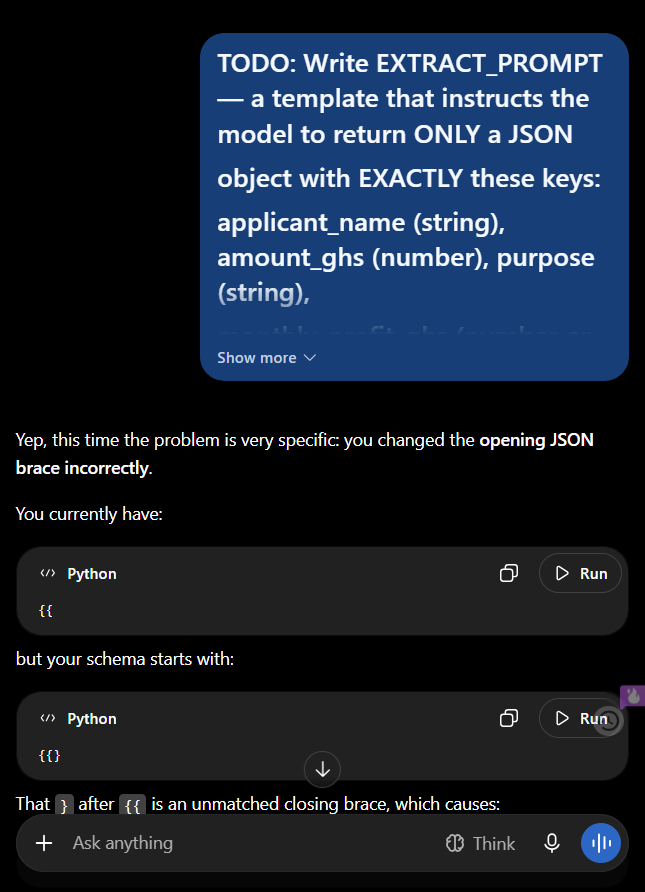 TODO: Write EXTRACT_PROMPT
— a template that instructs the
model to return ONLY a JSON
object with EXACTLY these keys:
applicant_name (string),
amount_ghs (number), purpose
(string),
monthly_profit_ghs (number or
Show more
Yep, this time the problem is very specific: you changed the opening JSON
brace incorrectly.
You currently have:
Python
Run
{{
but your schema starts with:
Python
Run
{{}
That } after {{ is an unmatched closing brace, which causes:
Ask anything
Think